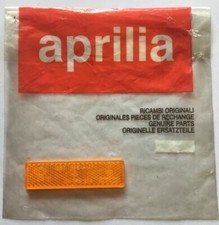 aprilia
RICAMBI ORIGINALI
ORIGINALES PIECES DE RECHANGE
GENUINE PARTS
ORIGINELLE ERSATZTEILE